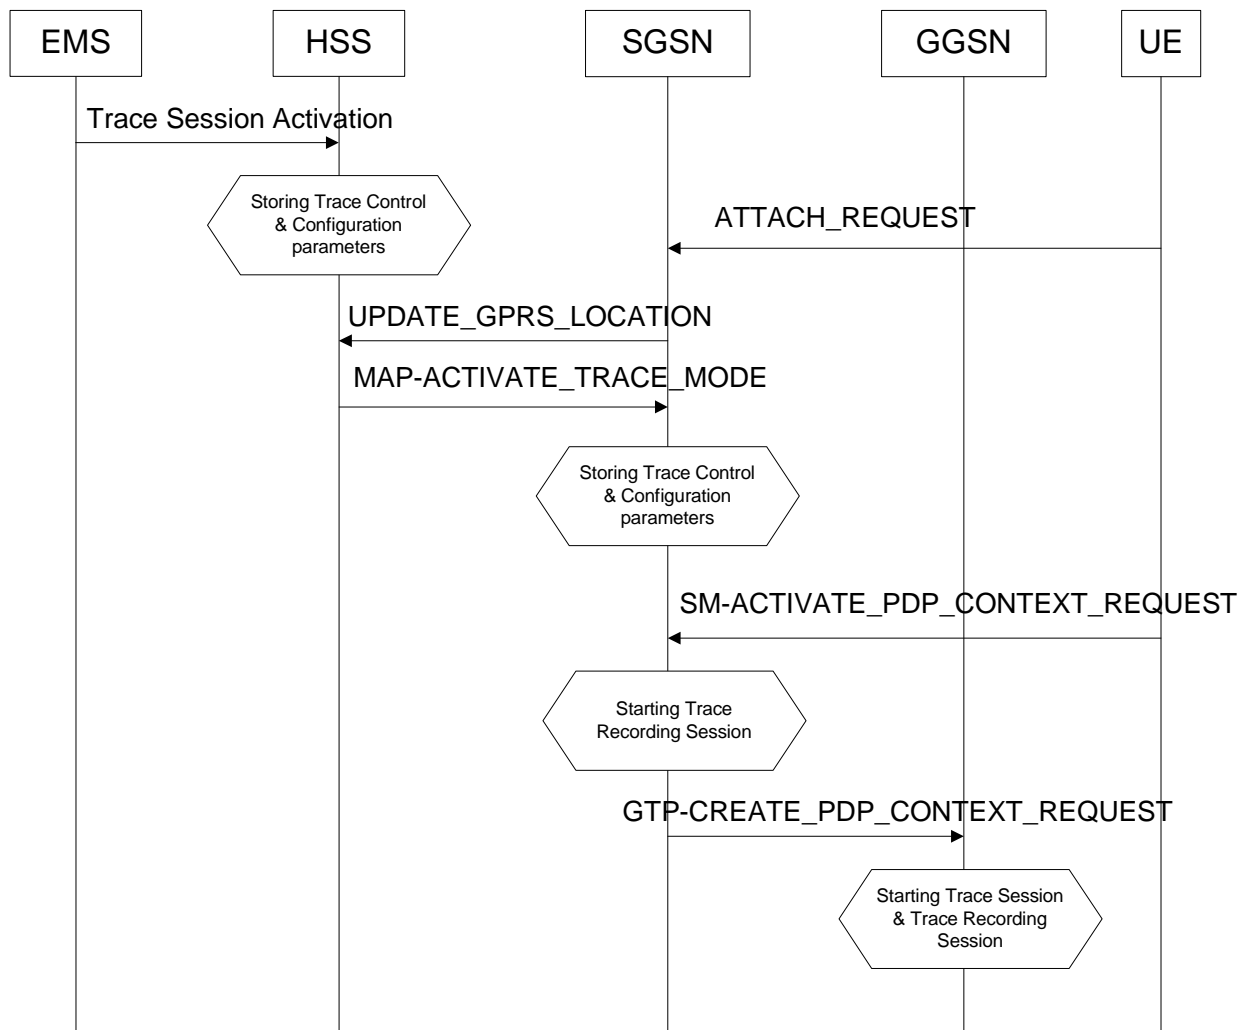 EMS
HSS
SGSN
GGSN
UE
Trace Session Activation
Storing Trace Control
& Configuration
parameters
ATTACH_REQUEST
UPDATE_GPRS_LOCATION
MAP-ACTIVATE_TRACE_MODE
Storing Trace Control
& Configuration
parameters
SM-ACTIVATE_PDP_CONTEXT_REQUEST
Starting Trace
Recording Session
GTP-CREATE_PDP_CONTEXT_REQUEST
Starting Trace Session
& Trace Recording
Session